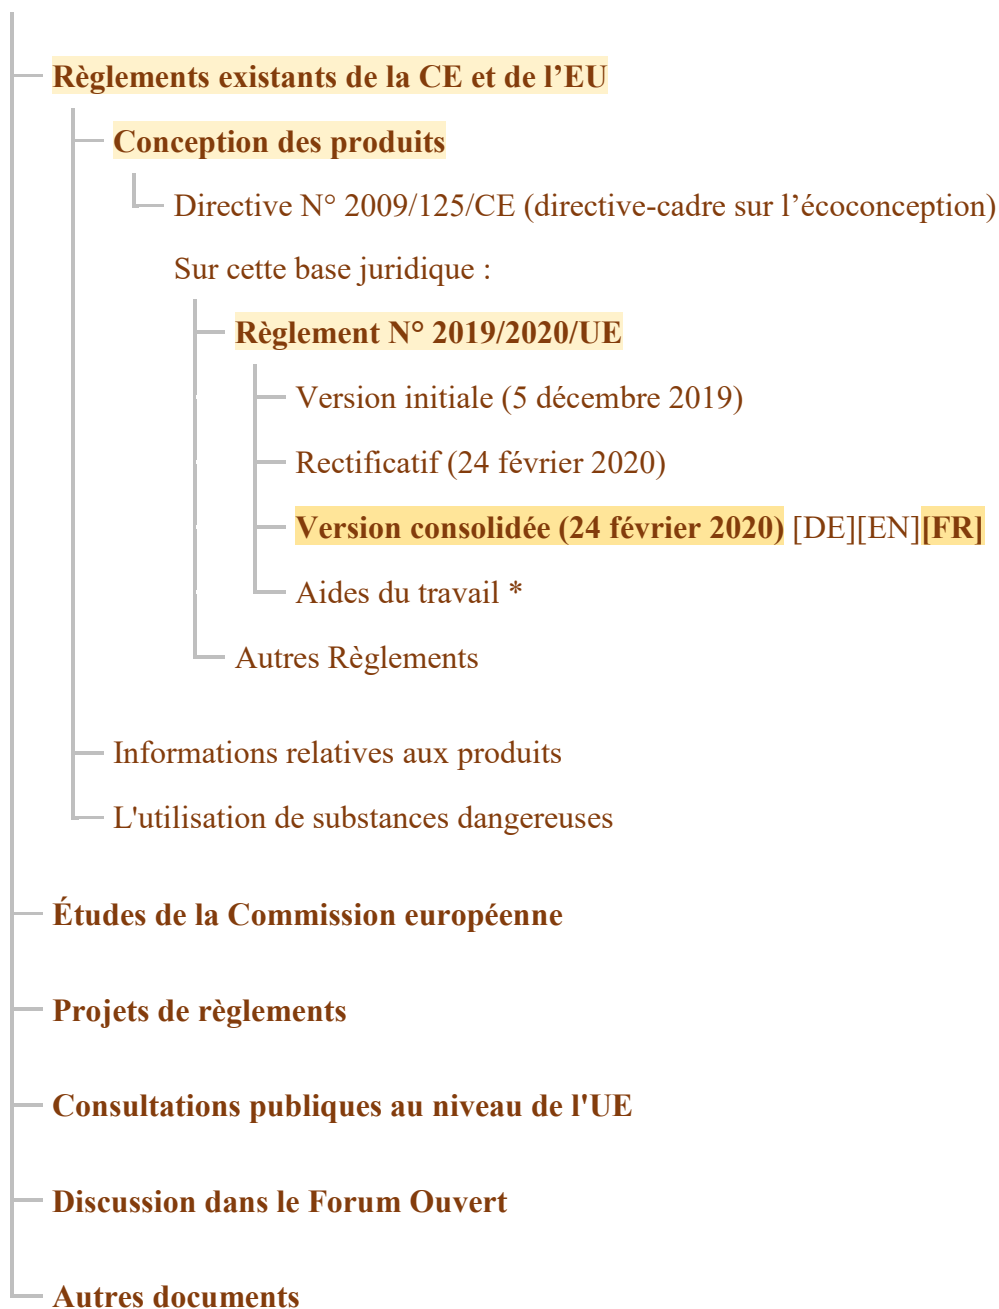 Règlements existants de la CE et de l’EU
Conception des produits
Directive N° 2009/125/CE (directive-cadre sur l’écoconception)
Sur cette base juridique :
Règlement N° 2019/2020/UE
Version initiale (5 décembre 2019)
Rectificatif (24 février 2020)
Version consolidée (24 février 2020) [DE][EN][FR]
Aides du travail *
Autres Règlements
Informations relatives aux produits
L'utilisation de substances dangereuses
Études de la Commission européenne
Projets de règlements
Consultations publiques au niveau de l'UE
Discussion dans le Forum Ouvert
Autres documents